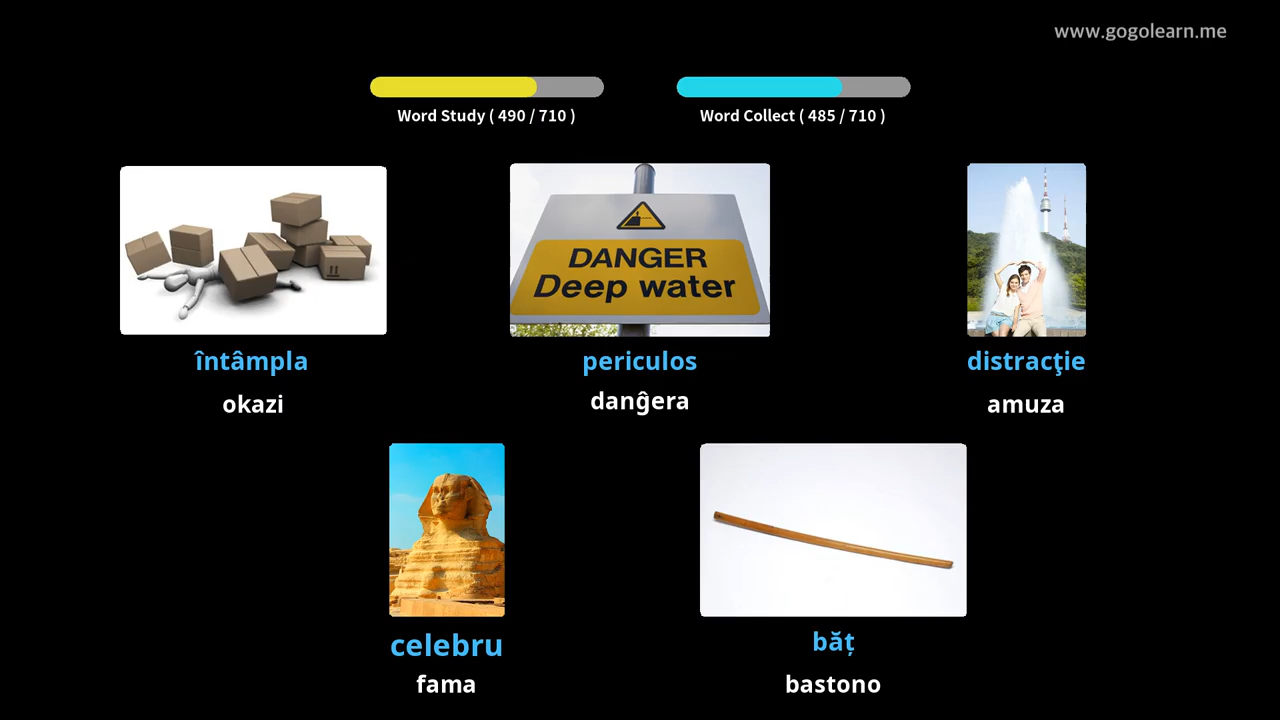 www.gogolearn.me
Word Study ( 490 / 710 )
Word Collect ( 485 / 710 )
DANGER
Deep water
întâmpla
periculos
distracţie
okazi
danĝera
amuza
celebru
băț
fama
bastono